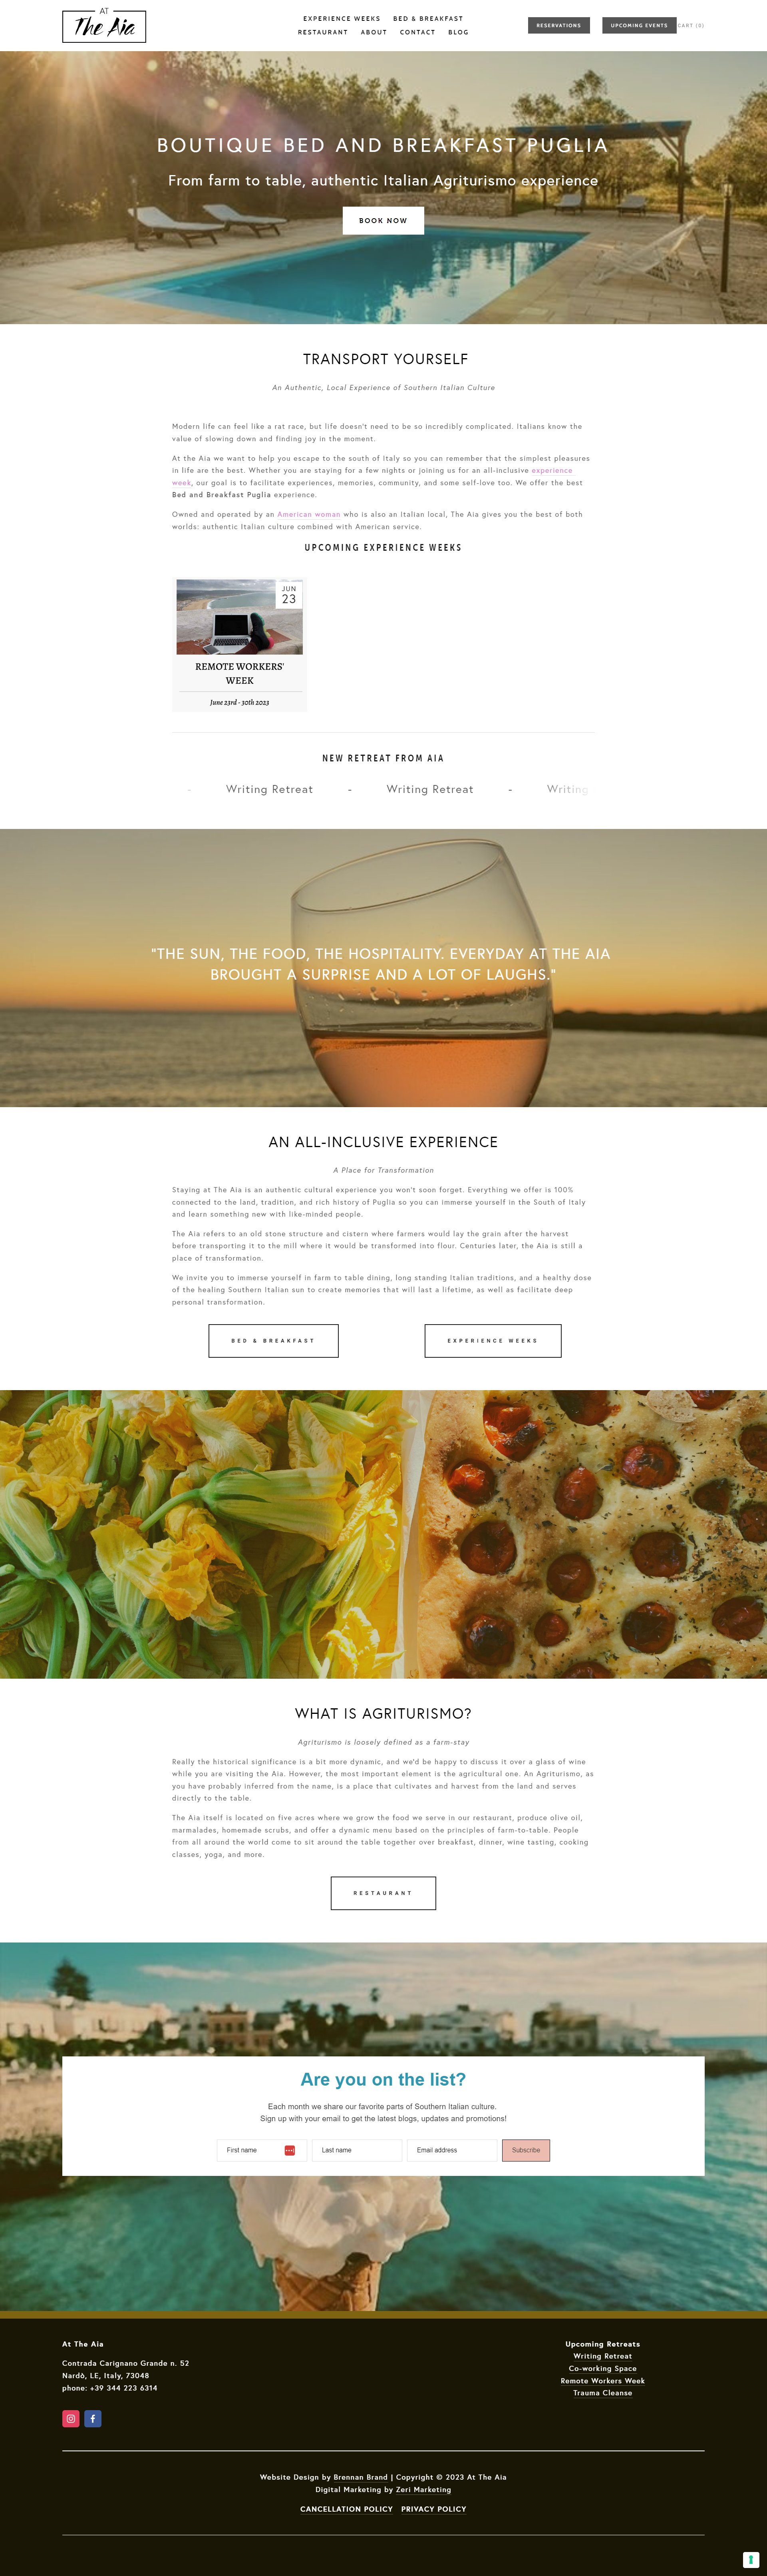 AT
The Aia
EXPERIENCE WEEKS BED & BREAKFAST
RESTAURANT ABOUT CONTACT BLOG
RESERVATIONS
UPCOMING EVENTS
CART (0)
BOUTIQUE BED AND BREAKFAST PUGLIA
From farm to table, authentic Italian Agriturismo experience
BOOK NOW
TRANSPORT YOURSELF
An Authentic, Local Experience of Southern Italian Culture
Modern life can feel like a rat race, but life doesn't need to be so incredibly complicated. Italians know the
value of slowing down and finding joy in the moment.
At the Aia we want to help you escape to the south of Italy so you can remember that the simplest pleasures
in life are the best. Whether you are staying for a few nights or joining us for an all-inclusive experience
week, our goal is to facilitate experiences, memories, community, and some self-love too. We offer the best
Bed and Breakfast Puglia experience.
Owned and operated by an American woman who is also an Italian local, The Aia gives you the best of both
worlds: authentic Italian culture combined with American service.
UPCOMING EXPERIENCE WEEKS
JUN
23
REMOTE WORKERS'
WEEK
June 23rd - 30th 2023
NEW RETREAT FROM AIA
- Writing Retreat - Writing Retreat - Writing
"THE SUN, THE FOOD, THE HOSPITALITY. EVERYDAY AT THE AIA
BROUGHT A SURPRISE AND A LOT OF LAUGHS."
AN ALL-INCLUSIVE EXPERIENCE
A Place for Transformation
Staying at The Aia is an authentic cultural experience you won't soon forget. Everything we offer is 100%
connected to the land, tradition, and rich history of Puglia so you can immerse yourself in the South of Italy
and learn something new with like-minded people.
The Aia refers to an old stone structure and cistern where farmers would lay the grain after the harvest
before transporting it to the mill where it would be transformed into flour. Centuries later, the Aia is still a
place of transformation.
We invite you to immerse yourself in farm to table dining, long standing Italian traditions, and a healthy dose
of the healing Southern Italian sun to create memories that will last a lifetime, as well as facilitate deep
personal transformation.
BED & BREAKFAST
EXPERIENCE WEEKS
WHAT IS AGRITURISMO?
Agriturismo is loosely defined as a farm-stay
Really the historical significance is a bit more dynamic, and we'd be happy to discuss it over a glass of wine
while you are visiting the Aia. However, the most important element is the agricultural one. An Agriturismo, as
you have probably inferred from the name, is a place that cultivates and harvest from the land and serves
directly to the table.
The Aia itself is located on five acres where we grow the food we serve in our restaurant, produce olive oil,
marmalades, homemade scrubs, and offer a dynamic menu based on the principles of farm-to-table. People
from all around the world come to sit around the table together over breakfast, dinner, wine tasting, cooking
classes, yoga, and more.
RESTAURANT
Are you on the list?
Each month we share our favorite parts of Southern Italian culture.
Sign up with your email to get the latest blogs, updates and promotions!
First name
Last name
Email address
Subscribe
At The Aia
Contrada Carignano Grande n. 52
Nardò, LE, Italy, 73048
phone: +39 344 223 6314
Upcoming Retreats
Writing Retreat
Co-working Space
Remote Workers Week
Trauma Cleanse
Website Design by Brennan Brand | Copyright © 2023 At The Aia
Digital Marketing by Zeri Marketing
CANCELLATION POLICY PRIVACY POLICY